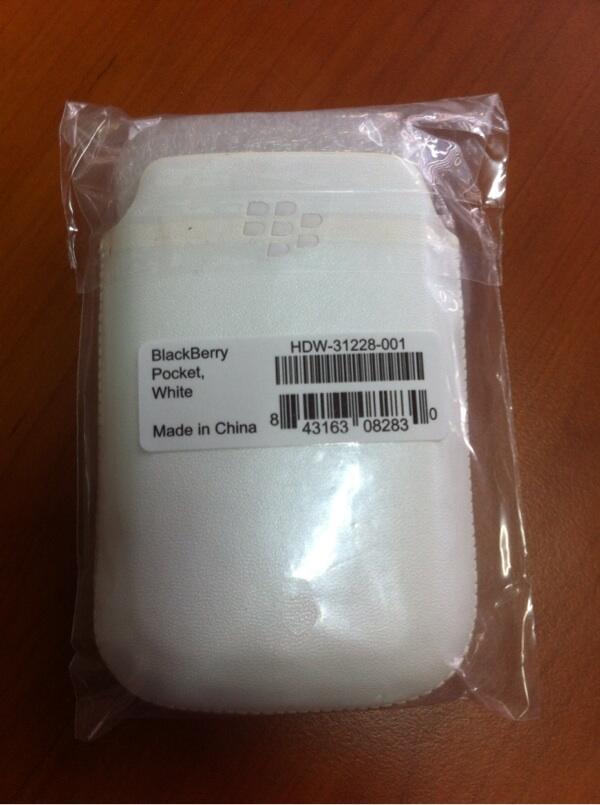 BlackBerry
Pocket,
White
Made in China
HDW-31228-001
8 43163 08283 0